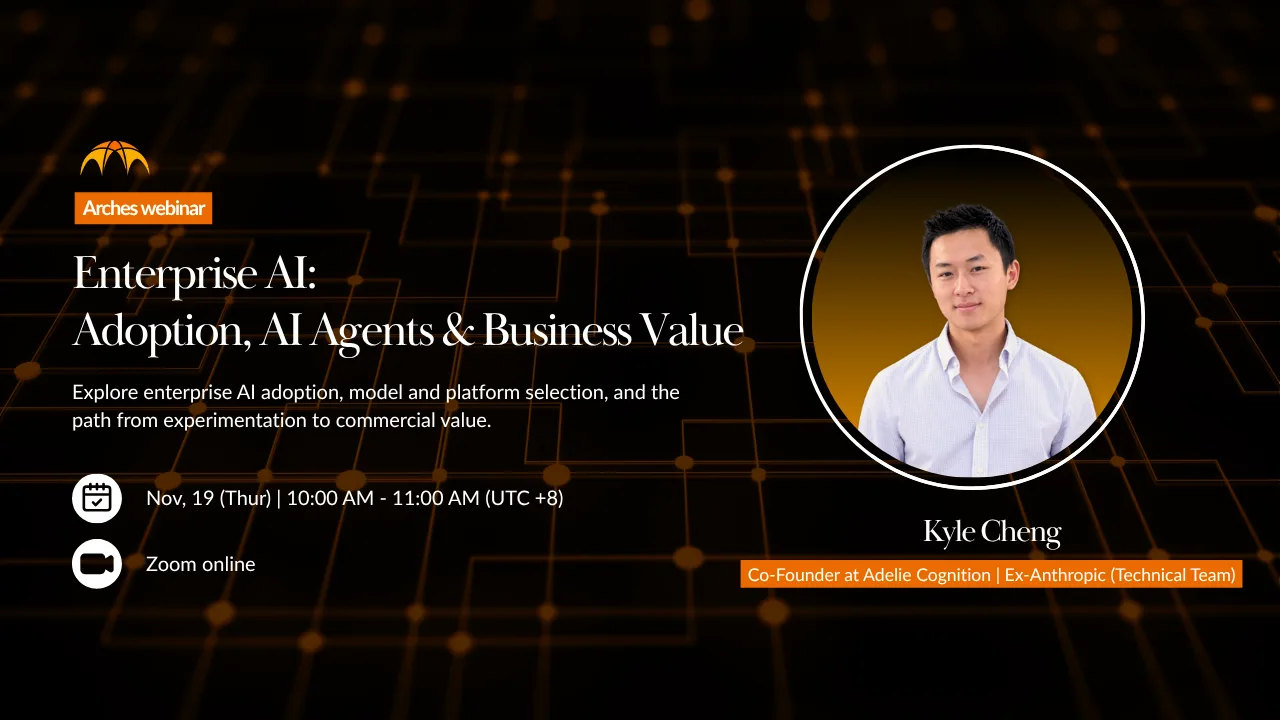 Arches webinar
Enterprise AI:
Adoption, AI Agents & Business Value
Explore enterprise AI adoption, model and platform selection, and the
path from experimentation to commercial value.
Nov, 19 (Thur) | 10:00 AM - 11:00 AM (UTC +8)
Zoom online
Kyle Cheng
Co-Founder at Adelie Cognition | Ex-Anthropic (Technical Team)